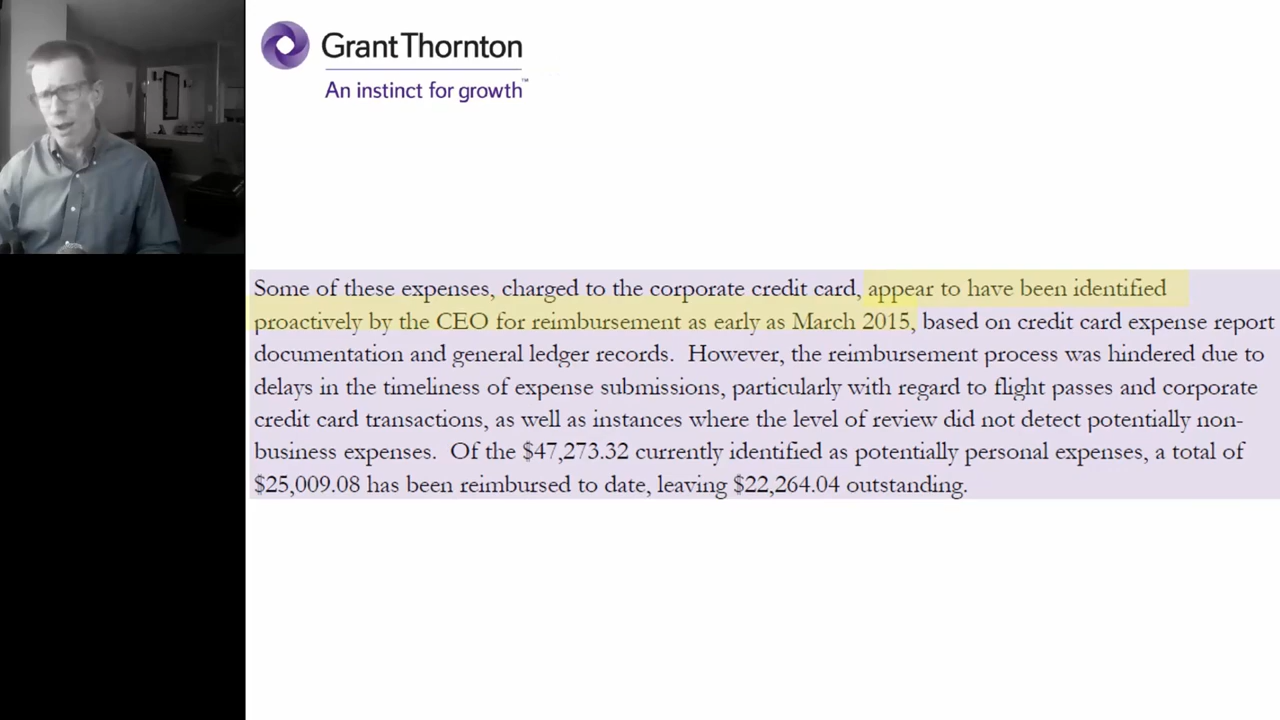 Grant Thornton
An instinct for growth™
Some of these expenses, charged to the corporate credit card, appear to have been identified
proactively by the CEO for reimbursement as early as March 2015, based on credit card expense report
documentation and general ledger records. However, the reimbursement process was hindered due to
delays in the timeliness of expense submissions, particularly with regard to flight passes and corporate
credit card transactions, as well as instances where the level of review did not detect potentially non-
business expenses. Of the $47,273.32 currently identified as potentially personal expenses, a total of
$25,009.08 has been reimbursed to date, leaving $22,264.04 outstanding.